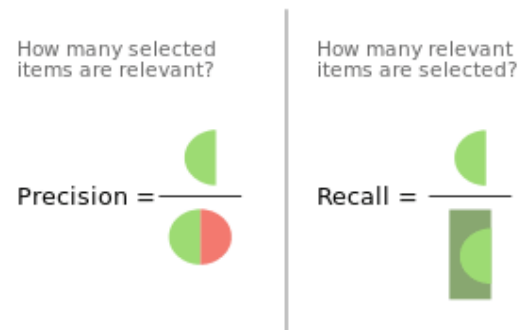 How many selected
items are relevant?
How many relevant
items are selected?
Precision =
Recall =